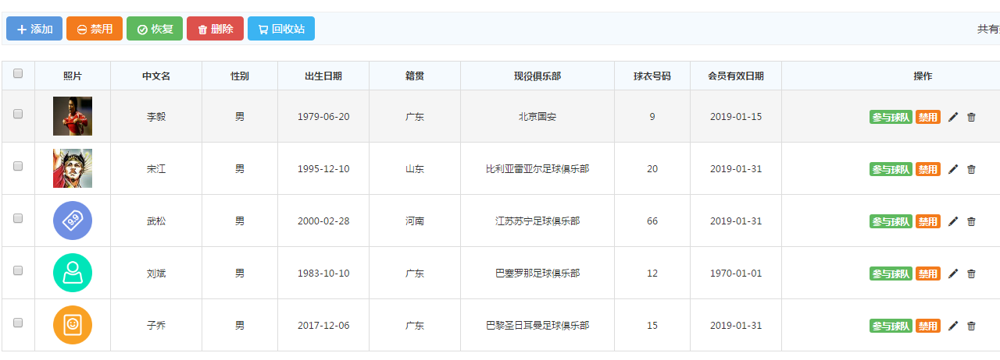 添加 禁用 恢复 删除 回收站 共有
照片 中文名 性别 出生日期 籍贯 现役俱乐部 球衣号码 会员有效日期 操作
李毅 男 1979-06-20 广东 北京国安 9 2019-01-15 参与球队 禁用
宋江 男 1995-12-10 山东 比利亚雷亚尔足球俱乐部 20 2019-01-31 参与球队 禁用
9.9 武松 男 2000-02-28 河南 江苏苏宁足球俱乐部 66 2019-01-31 参与球队 禁用
刘斌 男 1983-10-10 广东 巴塞罗那足球俱乐部 12 1970-01-01 参与球队 禁用
子乔 男 2017-12-06 广东 巴黎圣日耳曼足球俱乐部 15 2019-01-31 参与球队 禁用